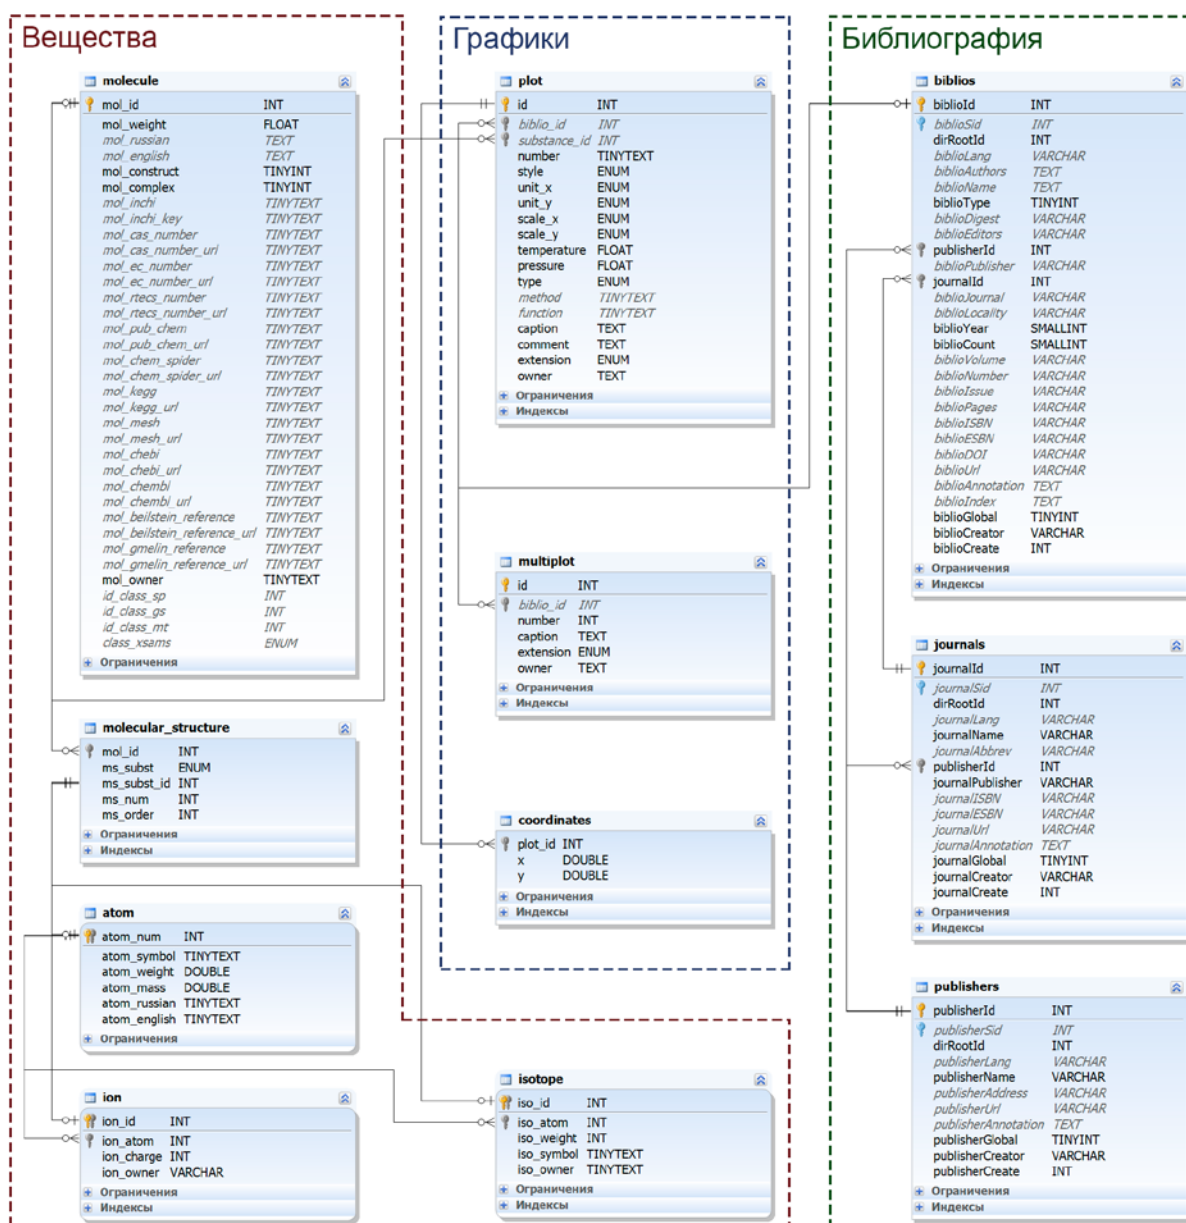 Вещества
molecule
mol_id INT
mol_weight FLOAT
mol_russian TEXT
mol_english TEXT
mol_construct TINYINT
mol_complex TINYINT
mol_inchi TINYTEXT
mol_inchi_key TINYTEXT
mol_cas_number TINYTEXT
mol_cas_number_url TINYTEXT
mol_ec_number TINYTEXT
mol_ec_number_url TINYTEXT
mol_rtecs_number TINYTEXT
mol_rtecs_number_url TINYTEXT
mol_pub_chem TINYTEXT
mol_pub_chem_url TINYTEXT
mol_chem_spider TINYTEXT
mol_chem_spider_url TINYTEXT
mol_kegg TINYTEXT
mol_kegg_url TINYTEXT
mol_mesh TINYTEXT
mol_mesh_url TINYTEXT
mol_chebi TINYTEXT
mol_chebi_url TINYTEXT
mol_chembl TINYTEXT
mol_chembl_url TINYTEXT
mol_beilstein_reference TINYTEXT
mol_beilstein_reference_url TINYTEXT
mol_gmelin_reference TINYTEXT
mol_gmelin_reference_url TINYTEXT
mol_owner TINYTEXT
id_class_sp INT
id_class_gs INT
id_class_mt INT
class_xsams ENUM
Ограничения
molecular_structure
mol_id INT
ms_subst ENUM
ms_subst_id INT
ms_num INT
ms_order INT
Ограничения
Индексы
atom
atom_num INT
atom_symbol TINYTEXT
atom_weight DOUBLE
atom_mass DOUBLE
atom_russian TINYTEXT
atom_english TINYTEXT
Ограничения
ion
ion_id INT
ion_atom INT
ion_charge INT
ion_owner VARCHAR
Ограничения
Индексы
isotope
iso_id INT
iso_atom INT
iso_weight INT
iso_symbol TINYTEXT
iso_owner TINYTEXT
Ограничения
Индексы
Графики
plot
id INT
biblio_id INT
substance_id INT
number TINYTEXT
style ENUM
unit_x ENUM
unit_y ENUM
scale_x ENUM
scale_y ENUM
temperature FLOAT
pressure FLOAT
type ENUM
method TINYTEXT
function TINYTEXT
caption TEXT
comment TEXT
extension ENUM
owner TEXT
Ограничения
Индексы
multiplot
id INT
biblio_id INT
number INT
caption TEXT
extension ENUM
owner TEXT
Ограничения
Индексы
coordinates
plot_id INT
x DOUBLE
y DOUBLE
Ограничения
Индексы
Библиография
biblios
biblioId INT
biblioSid INT
dirRootId INT
biblioLang VARCHAR
biblioAuthors TEXT
biblioName TEXT
biblioType TINYINT
biblioDigest VARCHAR
biblioEditors VARCHAR
publisherId INT
biblioPublisher VARCHAR
journalId INT
biblioJournal VARCHAR
biblioLocality VARCHAR
biblioYear SMALLINT
biblioCount SMALLINT
biblioVolume VARCHAR
biblioNumber VARCHAR
biblioIssue VARCHAR
biblioPages VARCHAR
biblioISBN VARCHAR
biblioESBN VARCHAR
biblioDOI VARCHAR
biblioUrl VARCHAR
biblioAnnotation TEXT
biblioIndex TEXT
biblioGlobal TINYINT
biblioCreator VARCHAR
biblioCreate INT
Ограничения
Индексы
journals
journalId INT
journalSid INT
dirRootId INT
journalLang VARCHAR
journalName VARCHAR
journalAbbrev VARCHAR
publisherId INT
journalPublisher VARCHAR
journalISBN VARCHAR
journalESBN VARCHAR
journalUrl VARCHAR
journalAnnotation TEXT
journalGlobal TINYINT
journalCreator VARCHAR
journalCreate INT
Ограничения
Индексы
publishers
publisherId INT
publisherSid INT
dirRootId INT
publisherLang VARCHAR
publisherName VARCHAR
publisherAddress VARCHAR
publisherUrl VARCHAR
publisherAnnotation TEXT
publisherGlobal TINYINT
publisherCreator VARCHAR
publisherCreate INT
Ограничения
Индексы